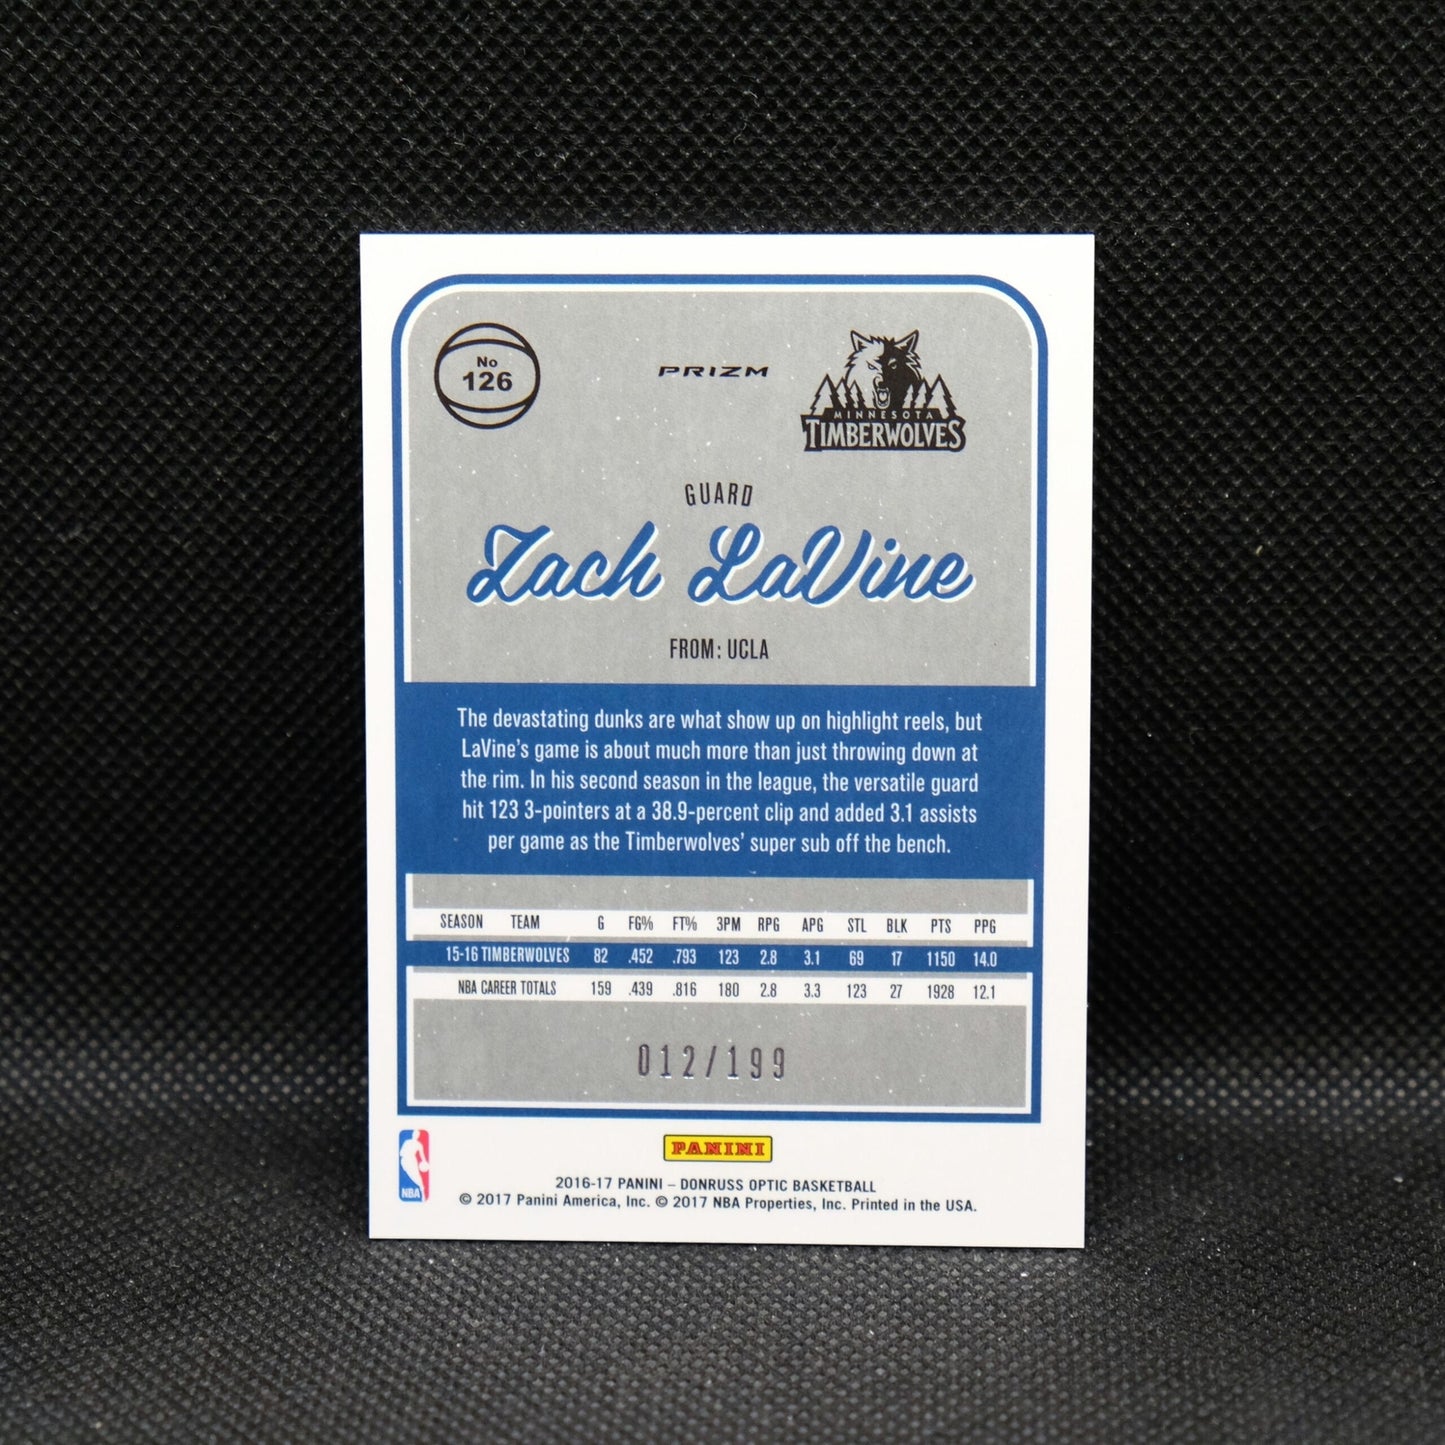 No
126
PRIZM
MINNESOTA
TIMBERWOLVES
GUARD
Zach LaVine
FROM: UCLA
The devastating dunks are what show up on highlight reels, but
LaVine's game is about much more than just throwing down at
the rim. In his second season in the league, the versatile guard
hit 123 3-pointers at a 38.9-percent clip and added 3.1 assists
per game as the Timberwolves' super sub off the bench.
SEASON TEAM G FG% FT% 3PM RPG APG STL BLK PTS PPG
15-16 TIMBERWOLVES 82 .452 .793 123 2.8 3.1 69 17 1150 14.0
NBA CAREER TOTALS 159 .439 .816 180 2.8 3.3 123 27 1928 12.1
012/199
NBA
PANINI
2016-17 PANINI – DONRUSS OPTIC BASKETBALL
© 2017 Panini America, Inc. © 2017 NBA Properties, Inc. Printed in the USA.